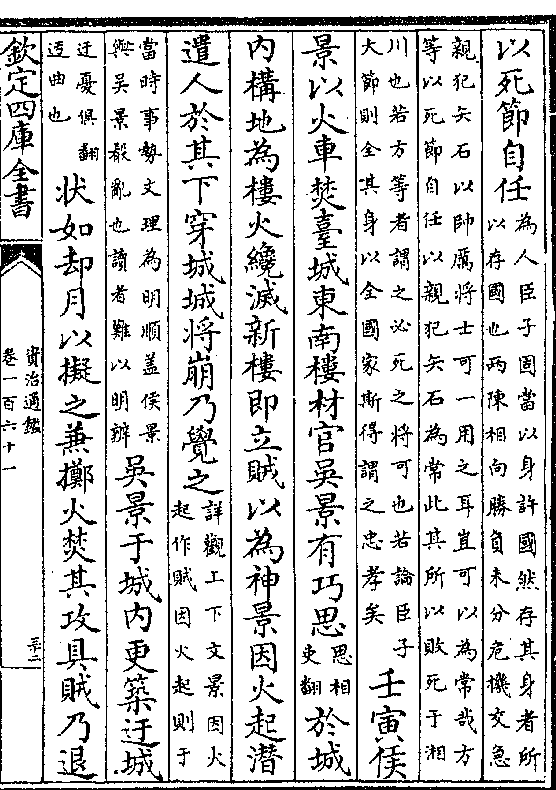 以死節自任為人臣子固當以身許國然存其身者所以存國也两陳相向勝負未分危機交急
親犯矢石以帥厲將士可一用之耳豈可以為常哉方等以死節自任以親犯矢石為常此其所以敗死于湘
川也若方等者謂之必死之將可也若論臣子大節則全其身以全國家斯得謂之忠孝矣壬寅侯
景以火車焚臺城東南樓材官吳景有巧思思相吏翻於城
內構地為樓火纔滅新樓即立賊以為神景因火起潛
遣人於其下穿城城將崩乃覺之詳觀上下文景因火起作賊因火起則于
當時事勢文理為明順盖侯景與吳景殽亂也讀者難以明辨吳景于城內更築迂城
迂憂俱翻迂曲也状如却月以擬之兼擲火焚其攻具賊乃退
欽定四庫全書
資治通鑑
卷一百六十一
三十二